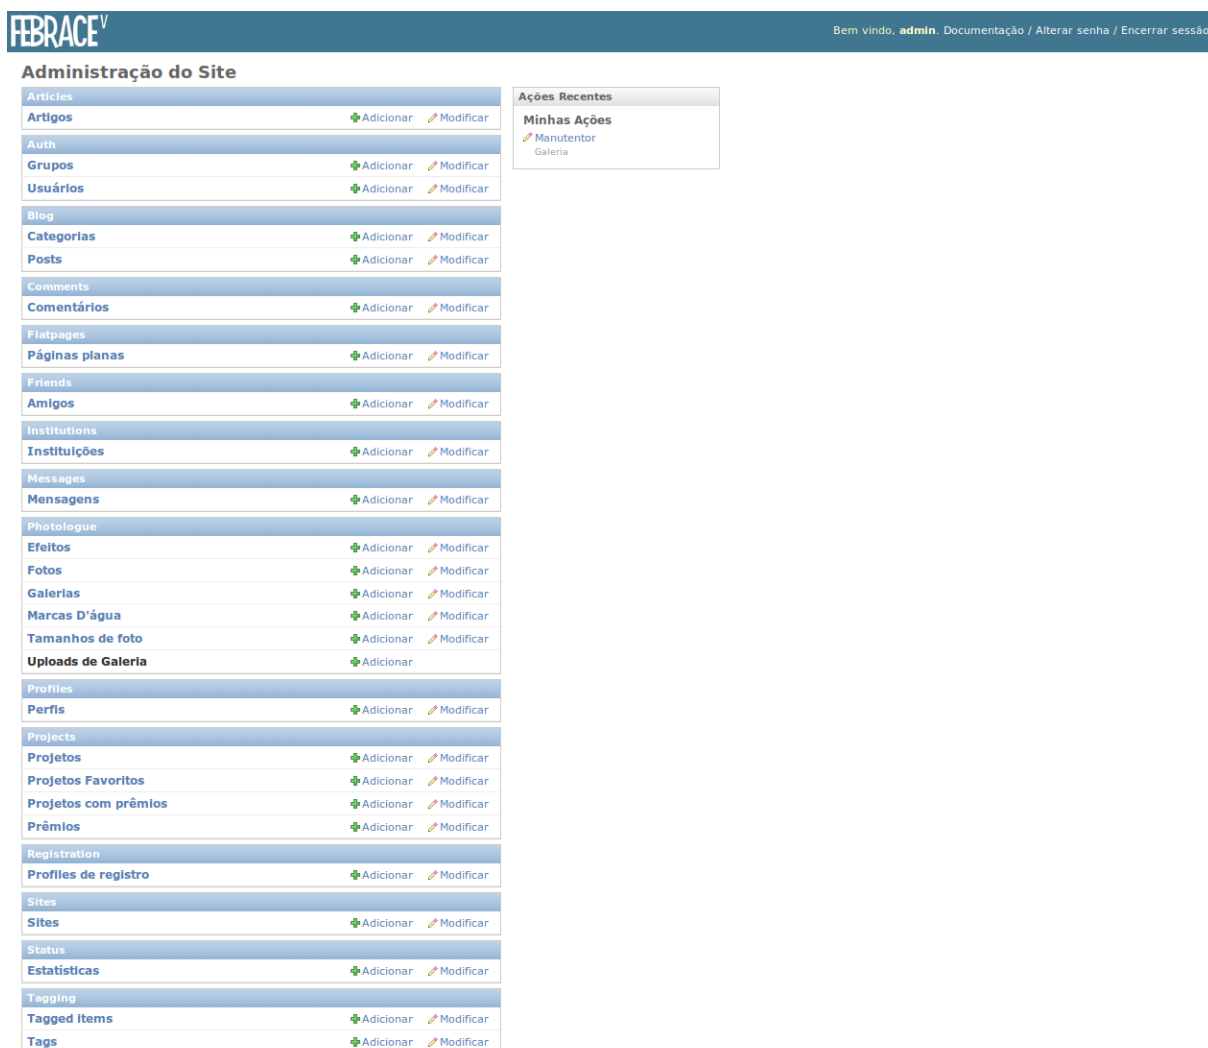 FEBRACE V
Bem vindo, admin. Documentação / Alterar senha / Encerrar sessão
Administração do Site
Articles
Artigos Adicionar Modificar
Auth
Grupos Adicionar Modificar
Usuários Adicionar Modificar
Blog
Categorias Adicionar Modificar
Posts Adicionar Modificar
Comments
Comentários Adicionar Modificar
Flatpages
Páginas planas Adicionar Modificar
Friends
Amigos Adicionar Modificar
Institutions
Instituições Adicionar Modificar
Messages
Mensagens Adicionar Modificar
Photologue
Efeitos Adicionar Modificar
Fotos Adicionar Modificar
Galerias Adicionar Modificar
Marcas D'água Adicionar Modificar
Tamanhos de foto Adicionar Modificar
Uploads de Galeria Adicionar
Profiles
Perfis Adicionar Modificar
Projects
Projetos Adicionar Modificar
Projetos Favoritos Adicionar Modificar
Projetos com prêmios Adicionar Modificar
Prêmios Adicionar Modificar
Registration
Profiles de registro Adicionar Modificar
Sites
Sites Adicionar Modificar
Status
Estatísticas Adicionar Modificar
Tagging
Tagged items Adicionar Modificar
Tags Adicionar Modificar
Ações Recentes
Minhas Ações
Manutentor
Galeria